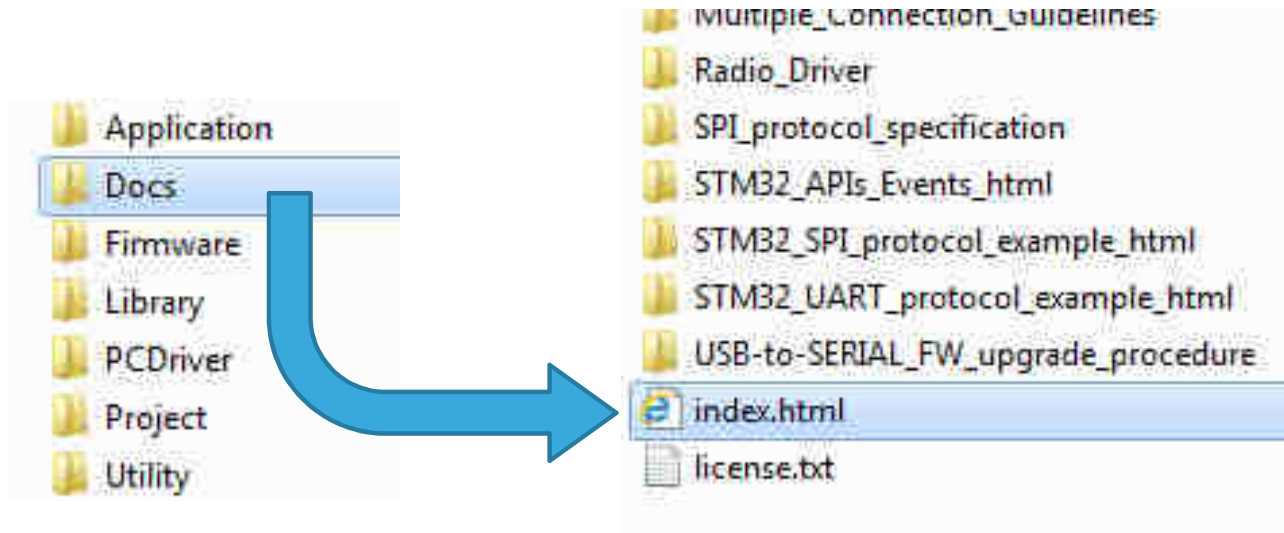 Application
Docs
Firmware
Library
PCDriver
Project
Utility
Multiple_Connection_Guidelines
Radio_Driver
SPI_protocol_specification
STM32_APIs_Events_html
STM32_SPI_protocol_example_html
STM32_UART_protocol_example_html
USB-to-SERIAL_FW_upgrade_procedure
index.html
license.txt